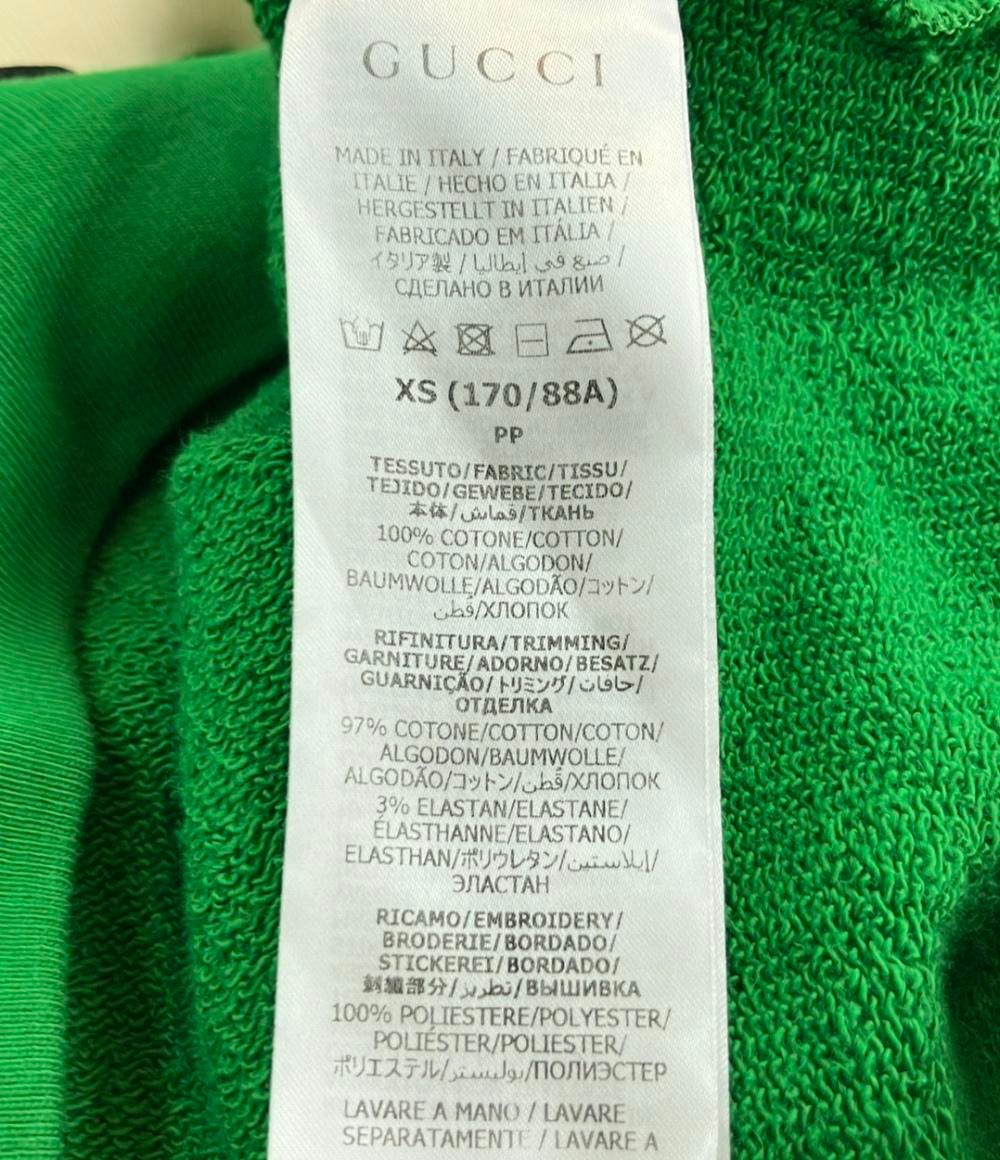 GUCCI
MADE IN ITALY / FABRIQUÉ EN
ITALIE / HECHO EN ITALIA /
HERGESTELLT IN ITALIEN /
FABRICADO EM ITÁLIA /
イタリア製 / صنع في إيطاليا /
СДЕЛАНО В ИТАЛИИ
XS (170/88A)
PP
TESSUTO/FABRIC/TISSU/
TEJIDO/GEWEBE/TECIDO/
本体/قماش/ТКАНЬ
100% COTONE/COTTON/
COTON/ALGODON/
BAUMWOLLE/ALGODÃO/コットン/
قطن/ХЛОПОК
RIFINITURA/TRIMMING/
GARNITURE/ADORNO/BESATZ/
GUARNIÇÃO/トリミング/حافات/
ОТДЕЛКА
97% COTONE/COTTON/COTON/
ALGODON/BAUMWOLLE/
ALGODÃO/コットン/قطن/ХЛОПОК
3% ELASTAN/ELASTANE/
ÉLASTHANNE/ELASTANO/
ELASTHAN/ポリウレタン/إيلاستين/
ЭЛАСТАН
RICAMO/EMBROIDERY/
BRODERIE/BORDADO/
STICKEREI/BORDADO/
刺繍部分/تطريز/ВЫШИВКА
100% POLIESTERE/POLYESTER/
POLIÉSTER/POLIESTER/
ポリエステル/بوليستر/ПОЛИЭСТЕР
LAVARE A MANO / LAVARE
SEPARATAMENTE / LAVARE A